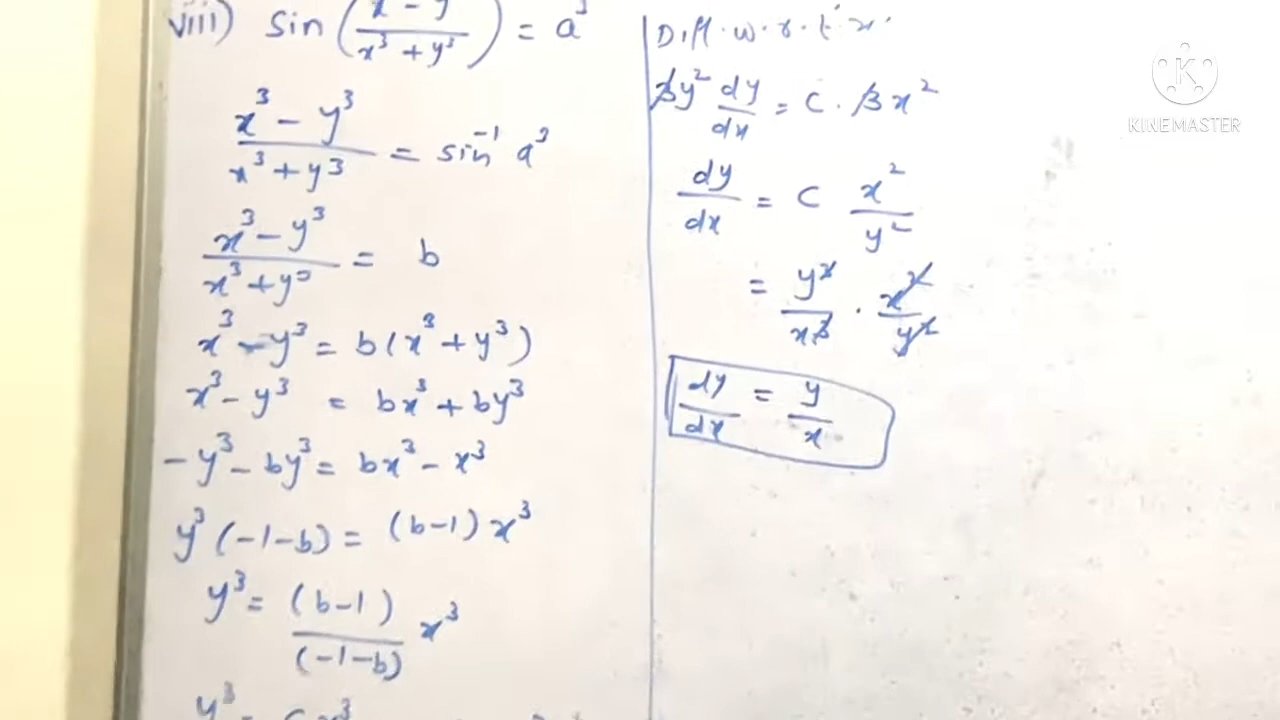 viii) sin (x - y / x³ + y³) = a³
x³ - y³ / x³ + y³ = sin⁻¹ a³
x³ - y³ / x³ + y³ = b
x³ - y³ = b(x³ + y³)
x³ - y³ = bx³ + by³
-y³ - by³ = bx³ - x³
y³ (-1-b) = (b-1) x³
y³ = (b-1) / (-1-b) x³
y³ = cx³
Diff. w. r. t. x.
3y² dy/dx = c . 3x²
dy/dx = c x²/y²
= y³/x³ . x²/y²
dy/dx = y/x
K
KINEMASTER